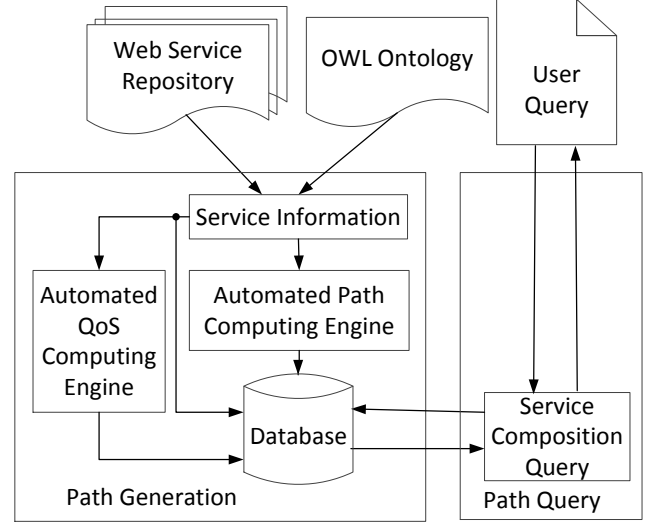 Web Service
Repository
OWL Ontology
User
Query
Service Information
Automated
QoS
Computing
Engine
Automated Path
Computing Engine
Database
Service
Composition
Query
Path Generation
Path Query